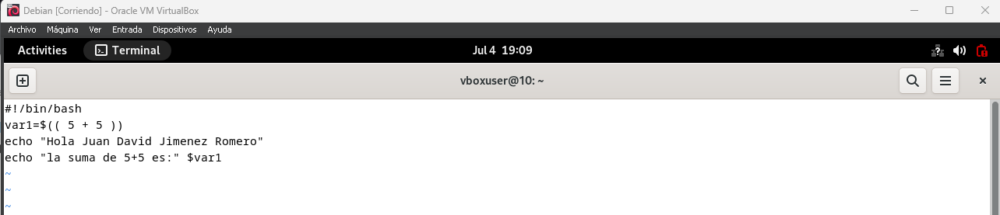 Debian [Corriendo] - Oracle VM VirtualBox
Archivo Máquina Ver Entrada Dispositivos Ayuda
Activities Terminal Jul 4 19:09
vboxuser@10: ~
#!/bin/bash
var1=$(( 5 + 5 ))
echo "Hola Juan David Jimenez Romero"
echo "la suma de 5+5 es:" $var1
~
~
~